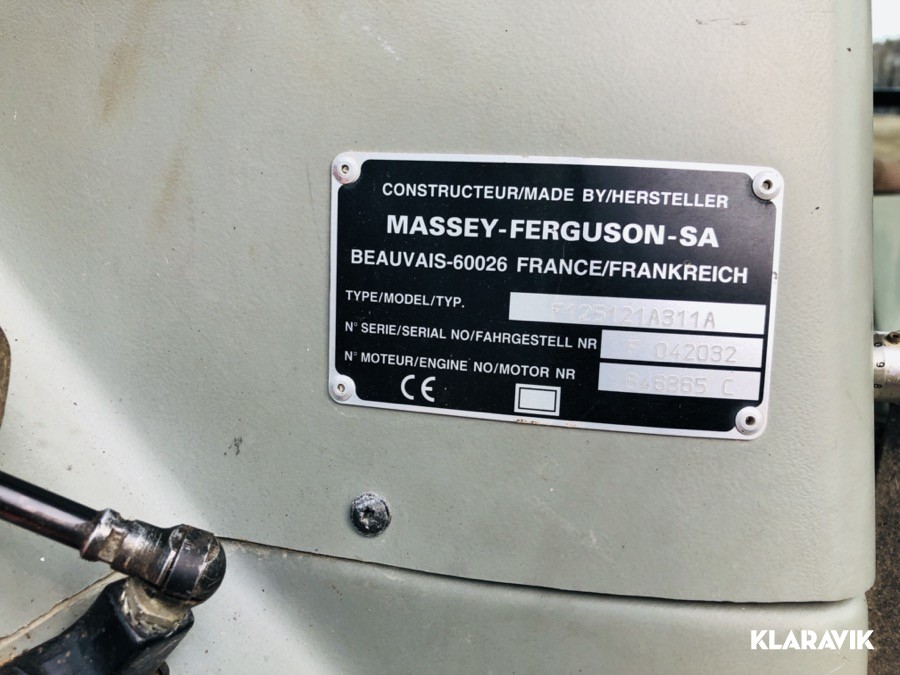 CONSTRUCTEUR/MADE BY/HERSTELLER
MASSEY-FERGUSON-SA
BEAUVAIS-60026 FRANCE/FRANKREICH
TYPE/MODEL/TYP. F125121A311A
N° SERIE/SERIAL NO/FAHRGESTELL NR F 042032
N° MOTEUR/ENGINE NO/MOTOR NR C
CE
KLARAVIK